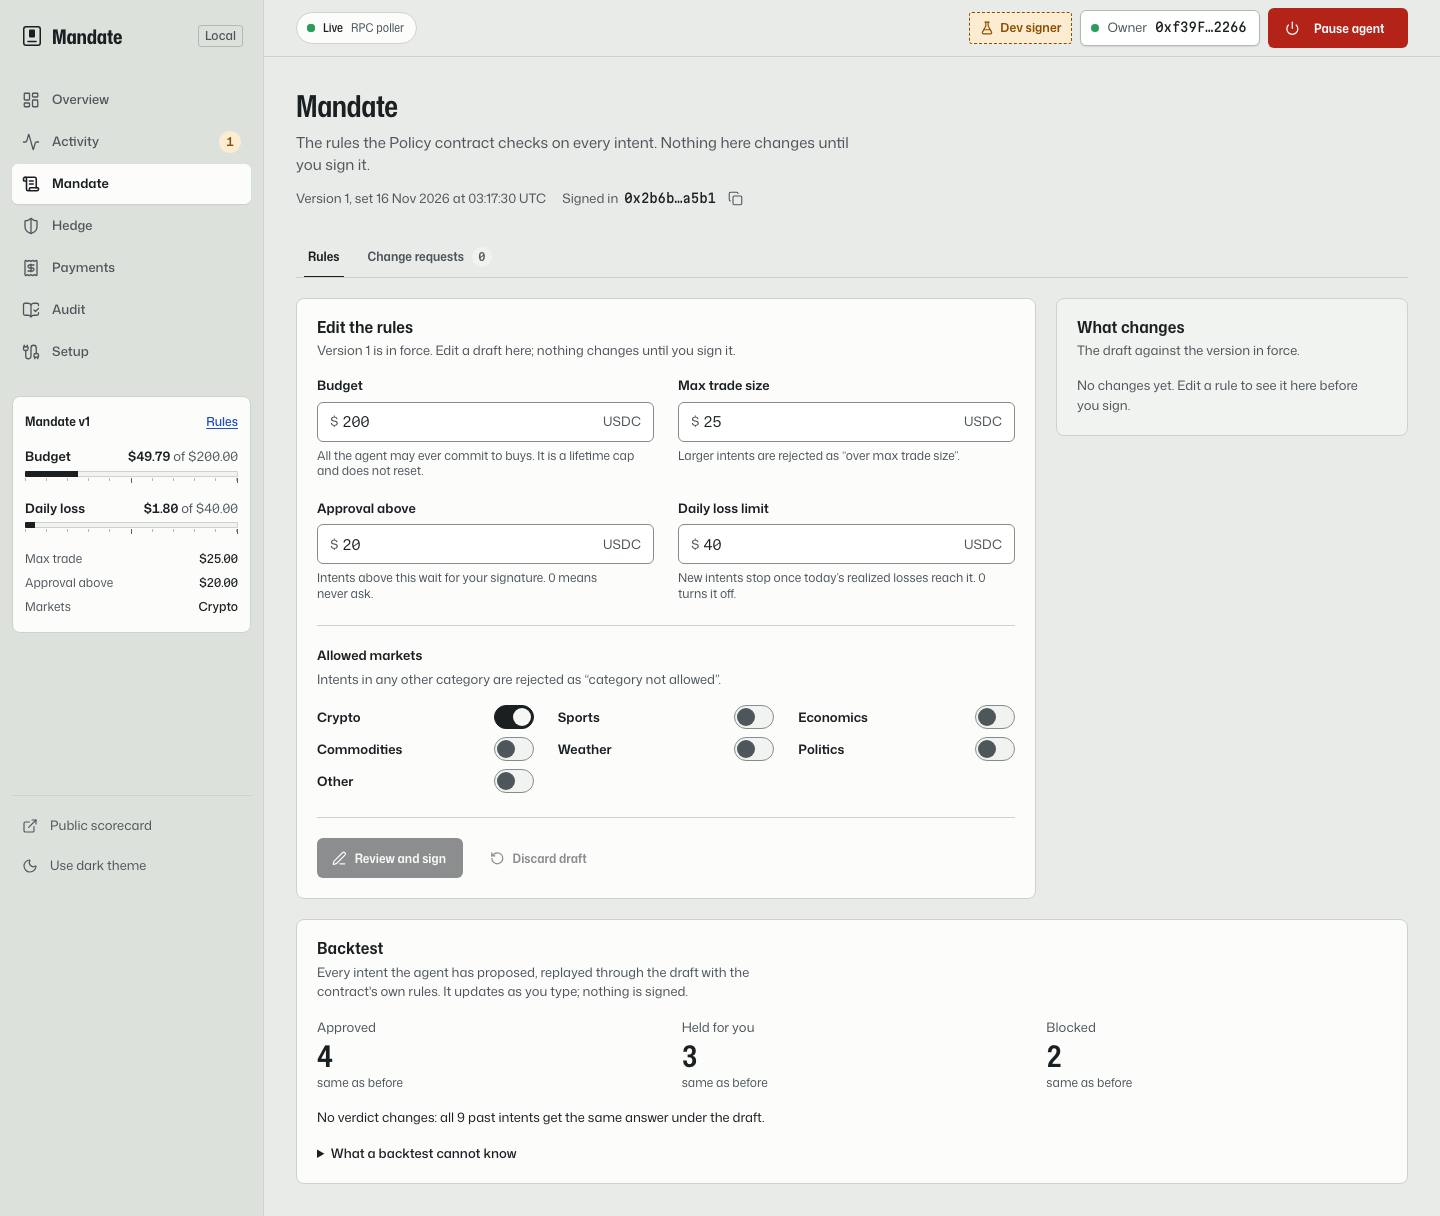 Mandate
Local
Overview
Activity
1
Mandate
Hedge
Payments
Audit
Setup
Mandate v1
Rules
Budget
$49.79 of $200.00
Daily loss
$1.80 of $40.00
Max trade
$25.00
Approval above
$20.00
Markets
Crypto
Public scorecard
Use dark theme
Live RPC poller
Dev signer
Owner 0xf39F…2266
Pause agent
Mandate
The rules the Policy contract checks on every intent. Nothing here changes until
you sign it.
Version 1, set 16 Nov 2026 at 03:17:30 UTC
Signed in 0x2b6b…a5b1
Rules
Change requests 0
Edit the rules
Version 1 is in force. Edit a draft here; nothing changes until you sign it.
Budget
$ 200 USDC
All the agent may ever commit to buys. It is a lifetime cap
and does not reset.
Max trade size
$ 25 USDC
Larger intents are rejected as “over max trade size”.
Approval above
$ 20 USDC
Intents above this wait for your signature. 0 means
never ask.
Daily loss limit
$ 40 USDC
New intents stop once today’s realized losses reach it. 0
turns it off.
Allowed markets
Intents in any other category are rejected as “category not allowed”.
Crypto
Sports
Economics
Commodities
Weather
Politics
Other
Review and sign
Discard draft
What changes
The draft against the version in force.
No changes yet. Edit a rule to see it here before
you sign.
Backtest
Every intent the agent has proposed, replayed through the draft with the
contract's own rules. It updates as you type; nothing is signed.
Approved
4
same as before
Held for you
3
same as before
Blocked
2
same as before
No verdict changes: all 9 past intents get the same answer under the draft.
What a backtest cannot know